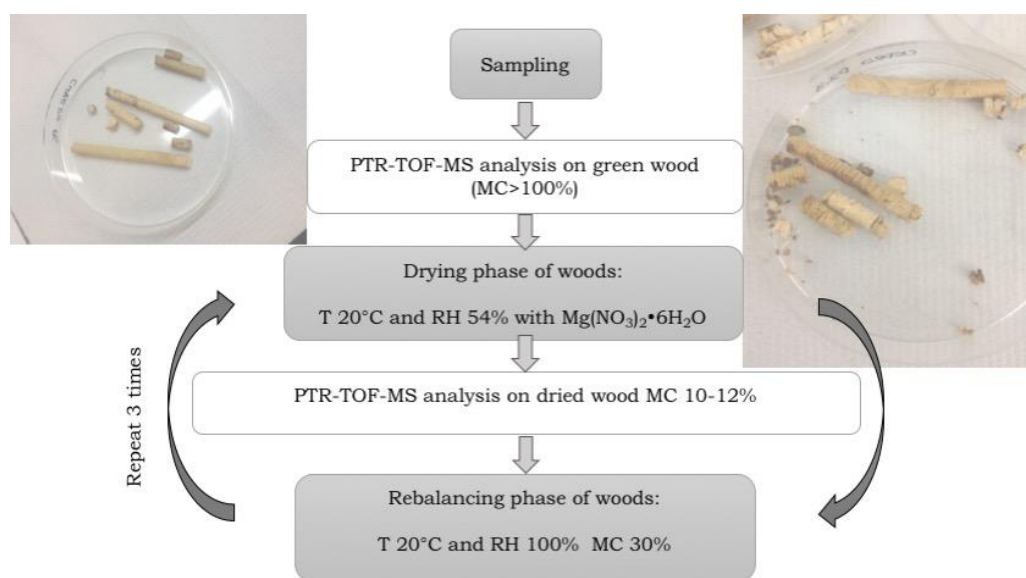 Sampling
PTR-TOF-MS analysis on green wood
(MC>100%)
Drying phase of woods:
T 20°C and RH 54% with Mg(NO₃)₂•6H₂O
PTR-TOF-MS analysis on dried wood MC 10-12%
Rebalancing phase of woods:
T 20°C and RH 100% MC 30%
Repeat 3 times